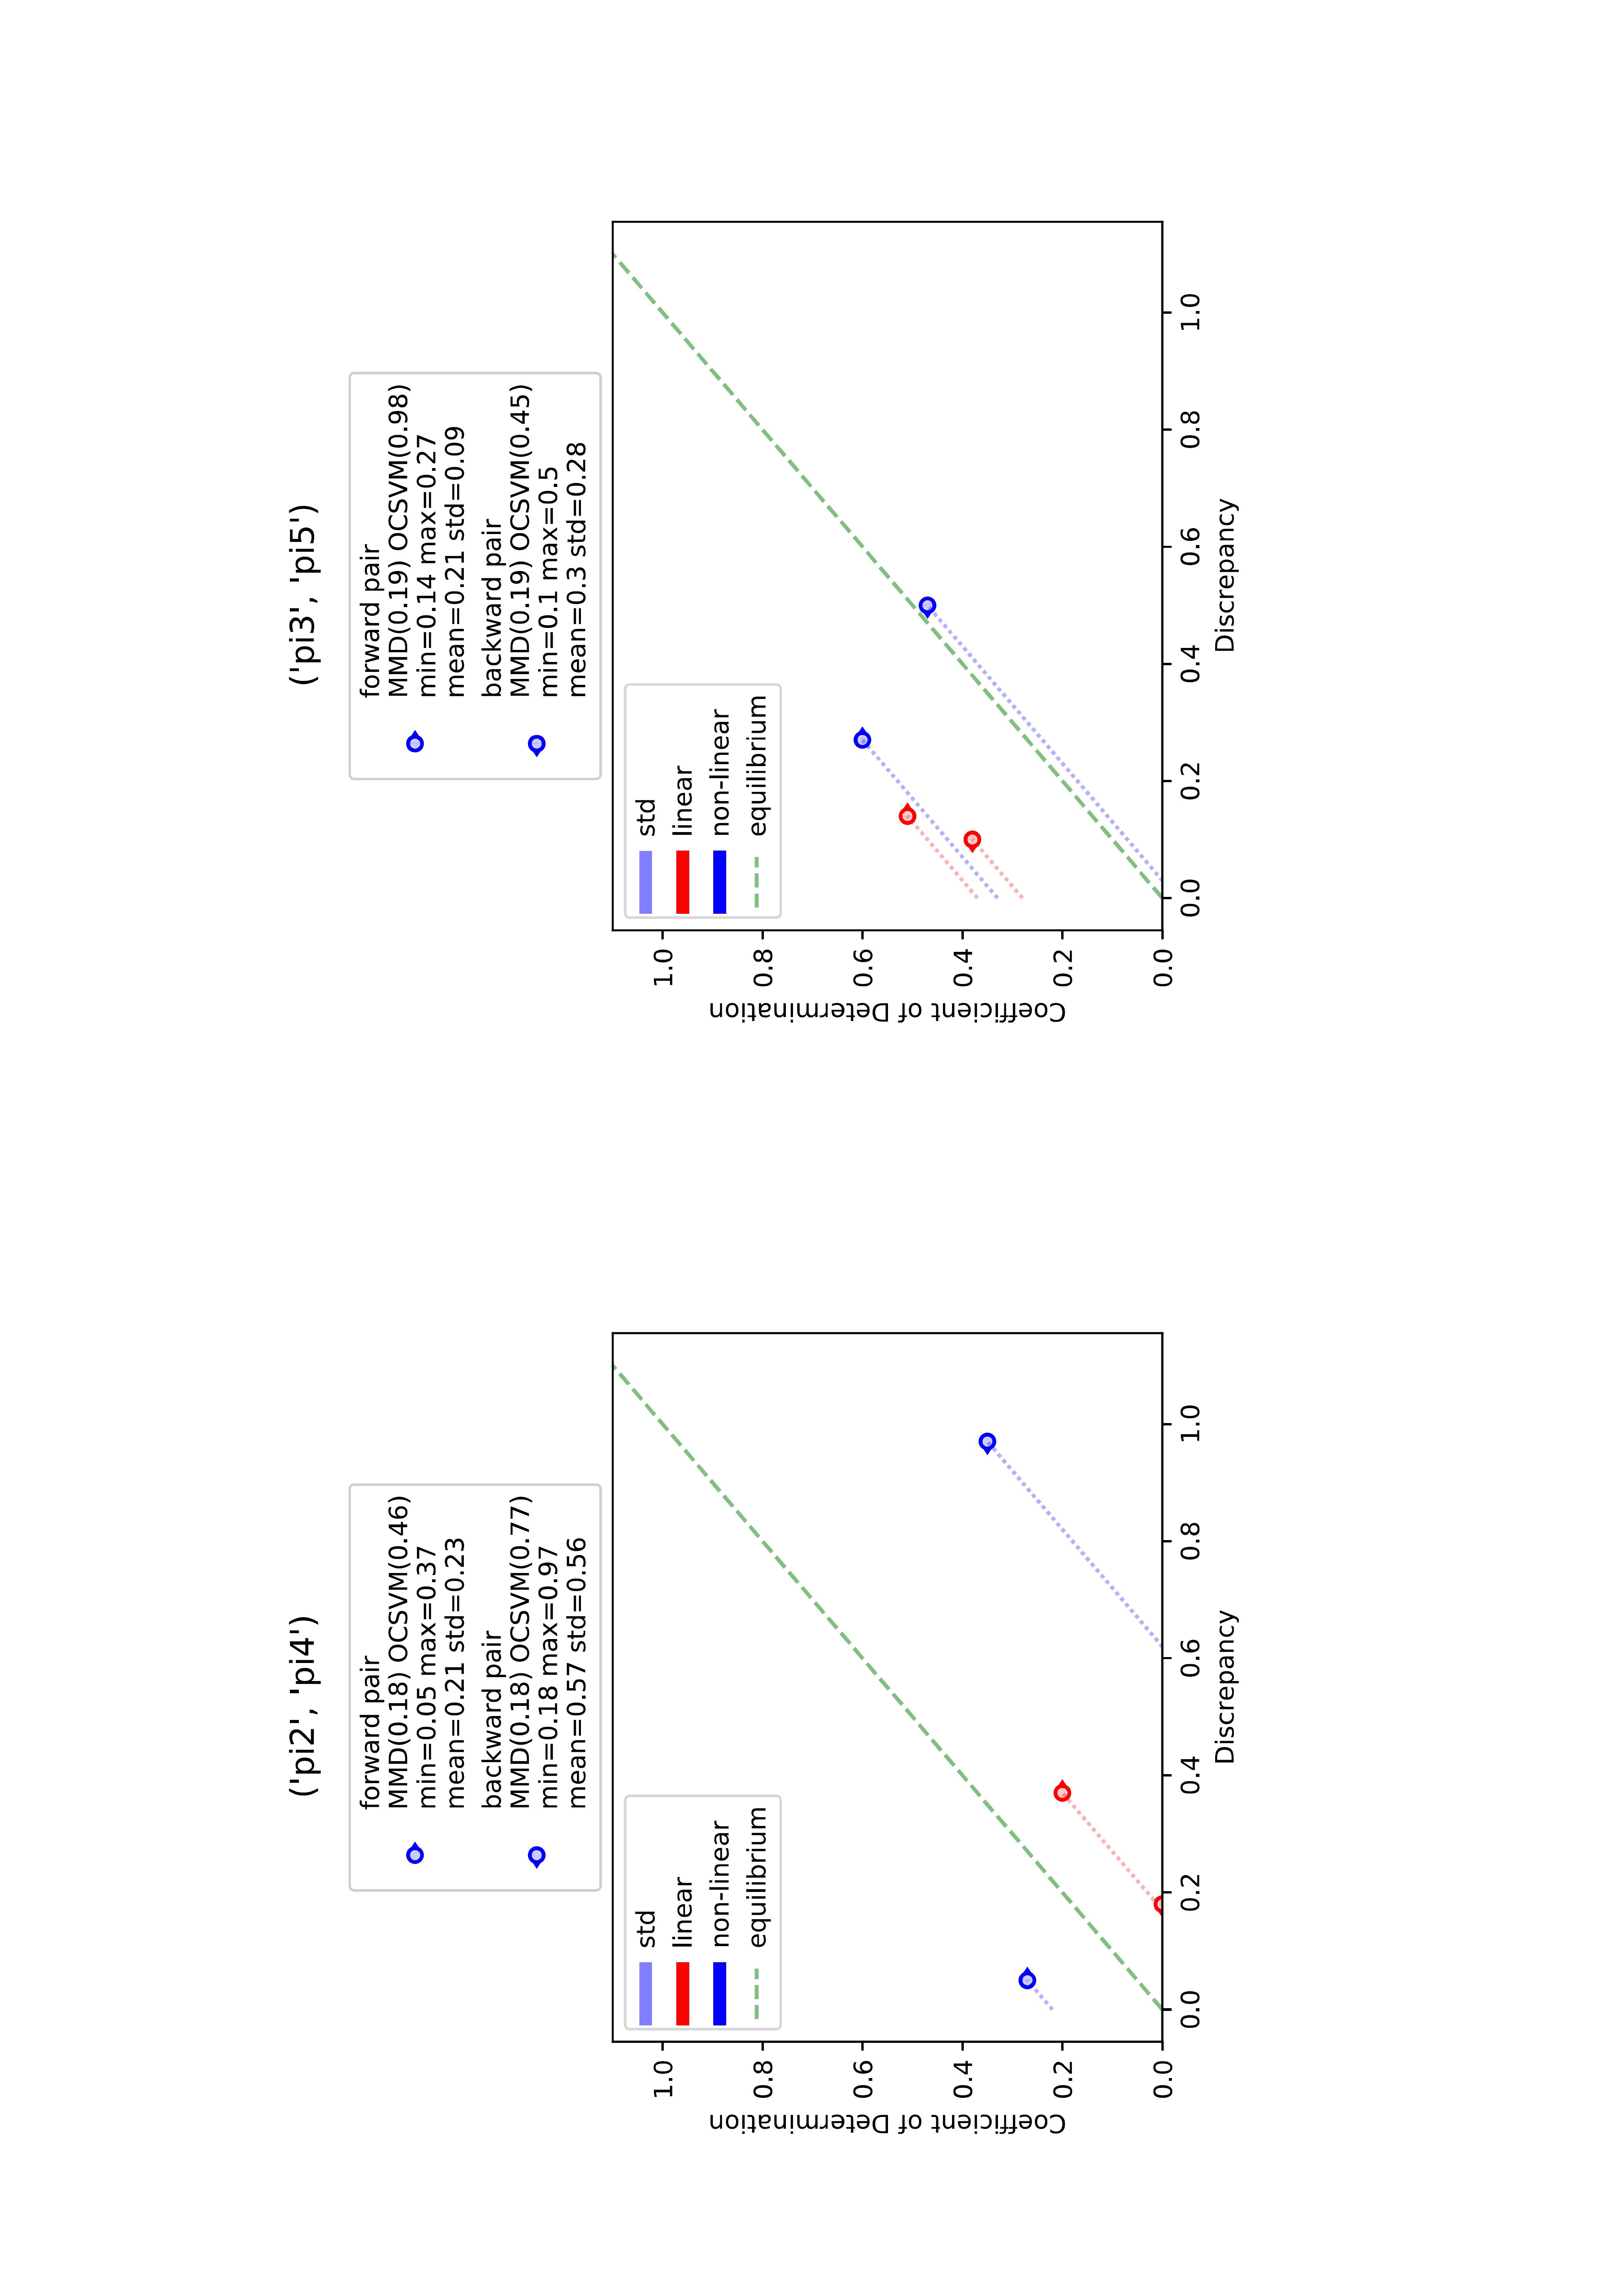 ('pi2', 'pi4')
forward pair
MMD(0.18) OCSVM(0.46)
min=0.05 max=0.37
mean=0.21 std=0.23
backward pair
MMD(0.18) OCSVM(0.77)
min=0.18 max=0.97
mean=0.57 std=0.56
std
linear
non-linear
equilibrium
Coefficient of Determination
1.0
0.8
0.6
0.4
0.2
0.0
0.0 0.2 0.4 0.6 0.8 1.0
Discrepancy
('pi3', 'pi5')
forward pair
MMD(0.19) OCSVM(0.98)
min=0.14 max=0.27
mean=0.21 std=0.09
backward pair
MMD(0.19) OCSVM(0.45)
min=0.1 max=0.5
mean=0.3 std=0.28
std
linear
non-linear
equilibrium
Coefficient of Determination
1.0
0.8
0.6
0.4
0.2
0.0
0.0 0.2 0.4 0.6 0.8 1.0
Discrepancy